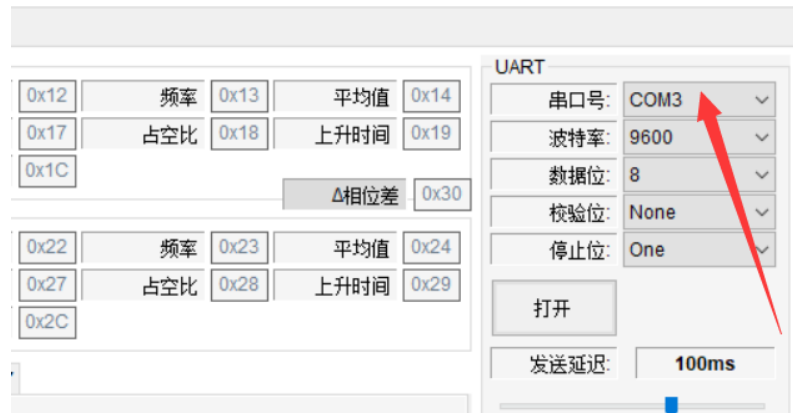 UART
0x12 频率 0x13 平均值 0x14
0x17 占空比 0x18 上升时间 0x19
0x1C
Δ相位差 0x30
0x22 频率 0x23 平均值 0x24
0x27 占空比 0x28 上升时间 0x29
0x2C
串口号: COM3
波特率: 9600
数据位: 8
校验位: None
停止位: One
打开
发送延迟: 100ms